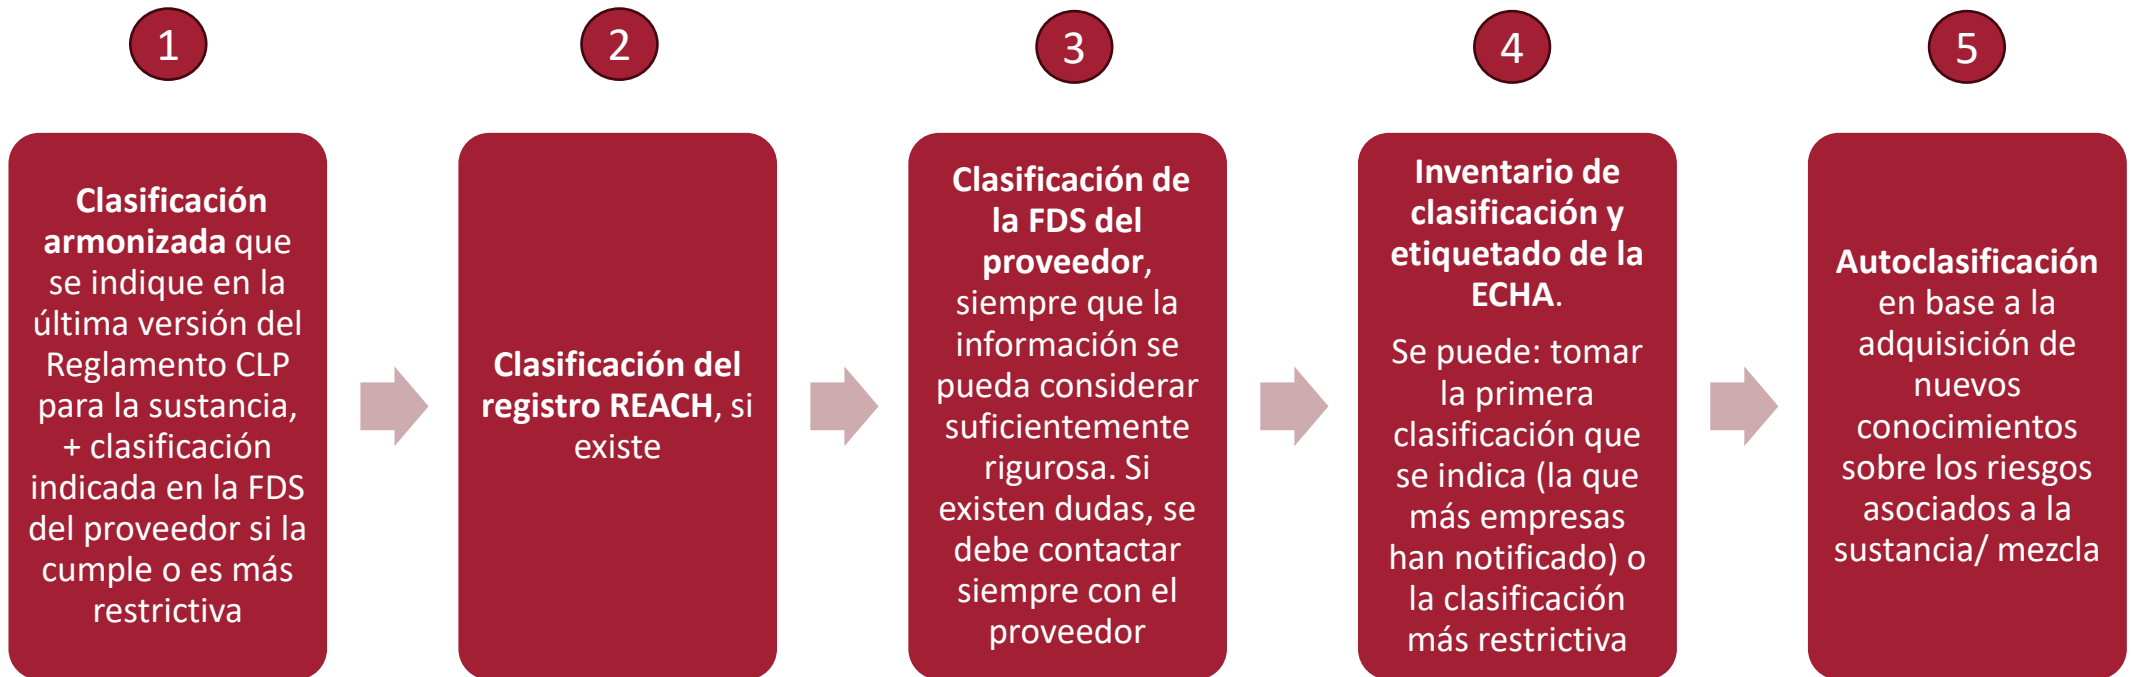 1
Clasificación
armonizada que
se indique en la
última versión del
Reglamento CLP
para la sustancia,
+ clasificación
indicada en la FDS
del proveedor si la
cumple o es más
restrictiva
2
Clasificación del
registro REACH, si
existe
3
Clasificación de
la FDS del
proveedor,
siempre que la
información se
pueda considerar
suficientemente
rigurosa. Si
existen dudas, se
debe contactar
siempre con el
proveedor
4
Inventario de
clasificación y
etiquetado de la
ECHA.
Se puede: tomar
la primera
clasificación que
se indica (la que
más empresas
han notificado) o
la clasificación
más restrictiva
5
Autoclasificación
en base a la
adquisición de
nuevos
conocimientos
sobre los riesgos
asociados a la
sustancia/ mezcla